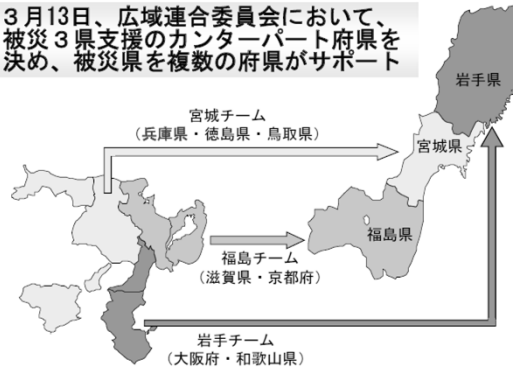 ３月13日、広域連合委員会において、
被災３県支援のカンターパート府県を
決め、被災県を複数の府県がサポート
岩手県
宮城チーム
（兵庫県・徳島県・鳥取県）
宮城県
福島県
福島チーム
（滋賀県・京都府）
岩手チーム
（大阪府・和歌山県）